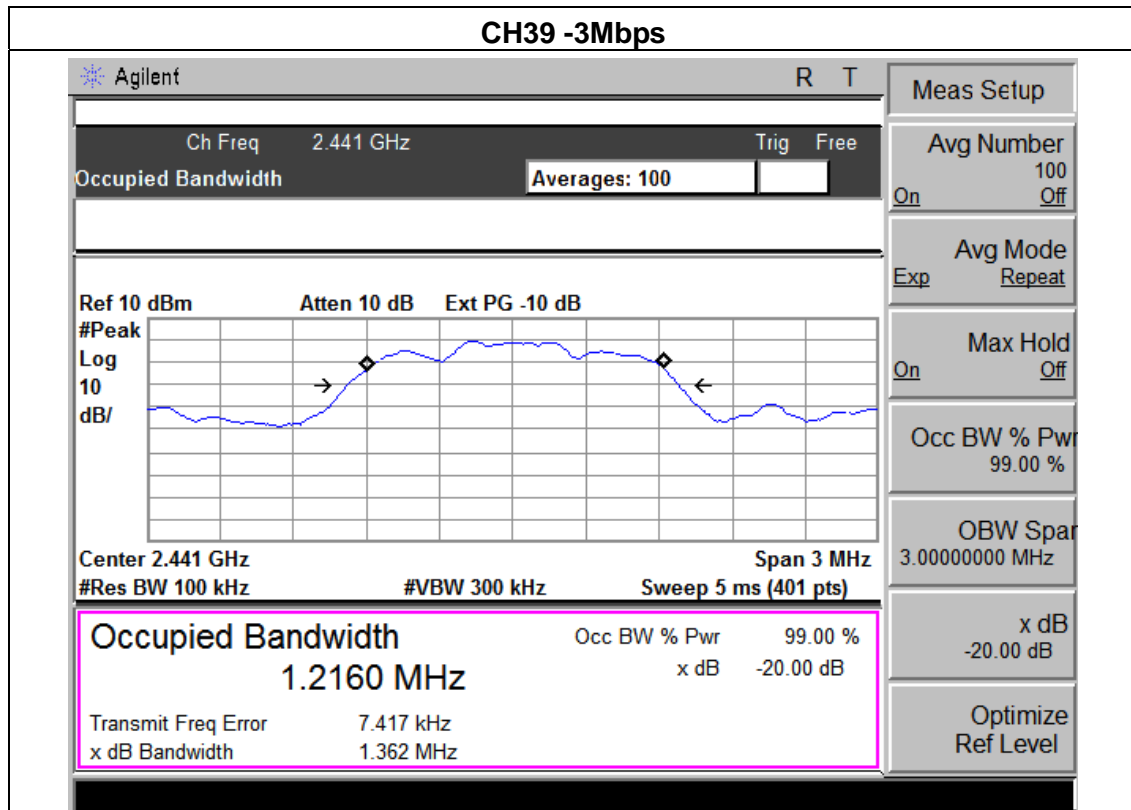 CH39 -3Mbps
Agilent R T
Ch Freq 2.441 GHz Trig Free
Occupied Bandwidth Averages: 100
Ref 10 dBm Atten 10 dB Ext PG -10 dB
#Peak
Log
10
dB/
Center 2.441 GHz Span 3 MHz
#Res BW 100 kHz #VBW 300 kHz Sweep 5 ms (401 pts)
Occupied Bandwidth
1.2160 MHz
Occ BW % Pwr 99.00 %
x dB -20.00 dB
Transmit Freq Error 7.417 kHz
x dB Bandwidth 1.362 MHz
Meas Setup
Avg Number
100
On Off
Avg Mode
Exp Repeat
Max Hold
On Off
Occ BW % Pwr
99.00 %
OBW Span
3.00000000 MHz
x dB
-20.00 dB
Optimize
Ref Level